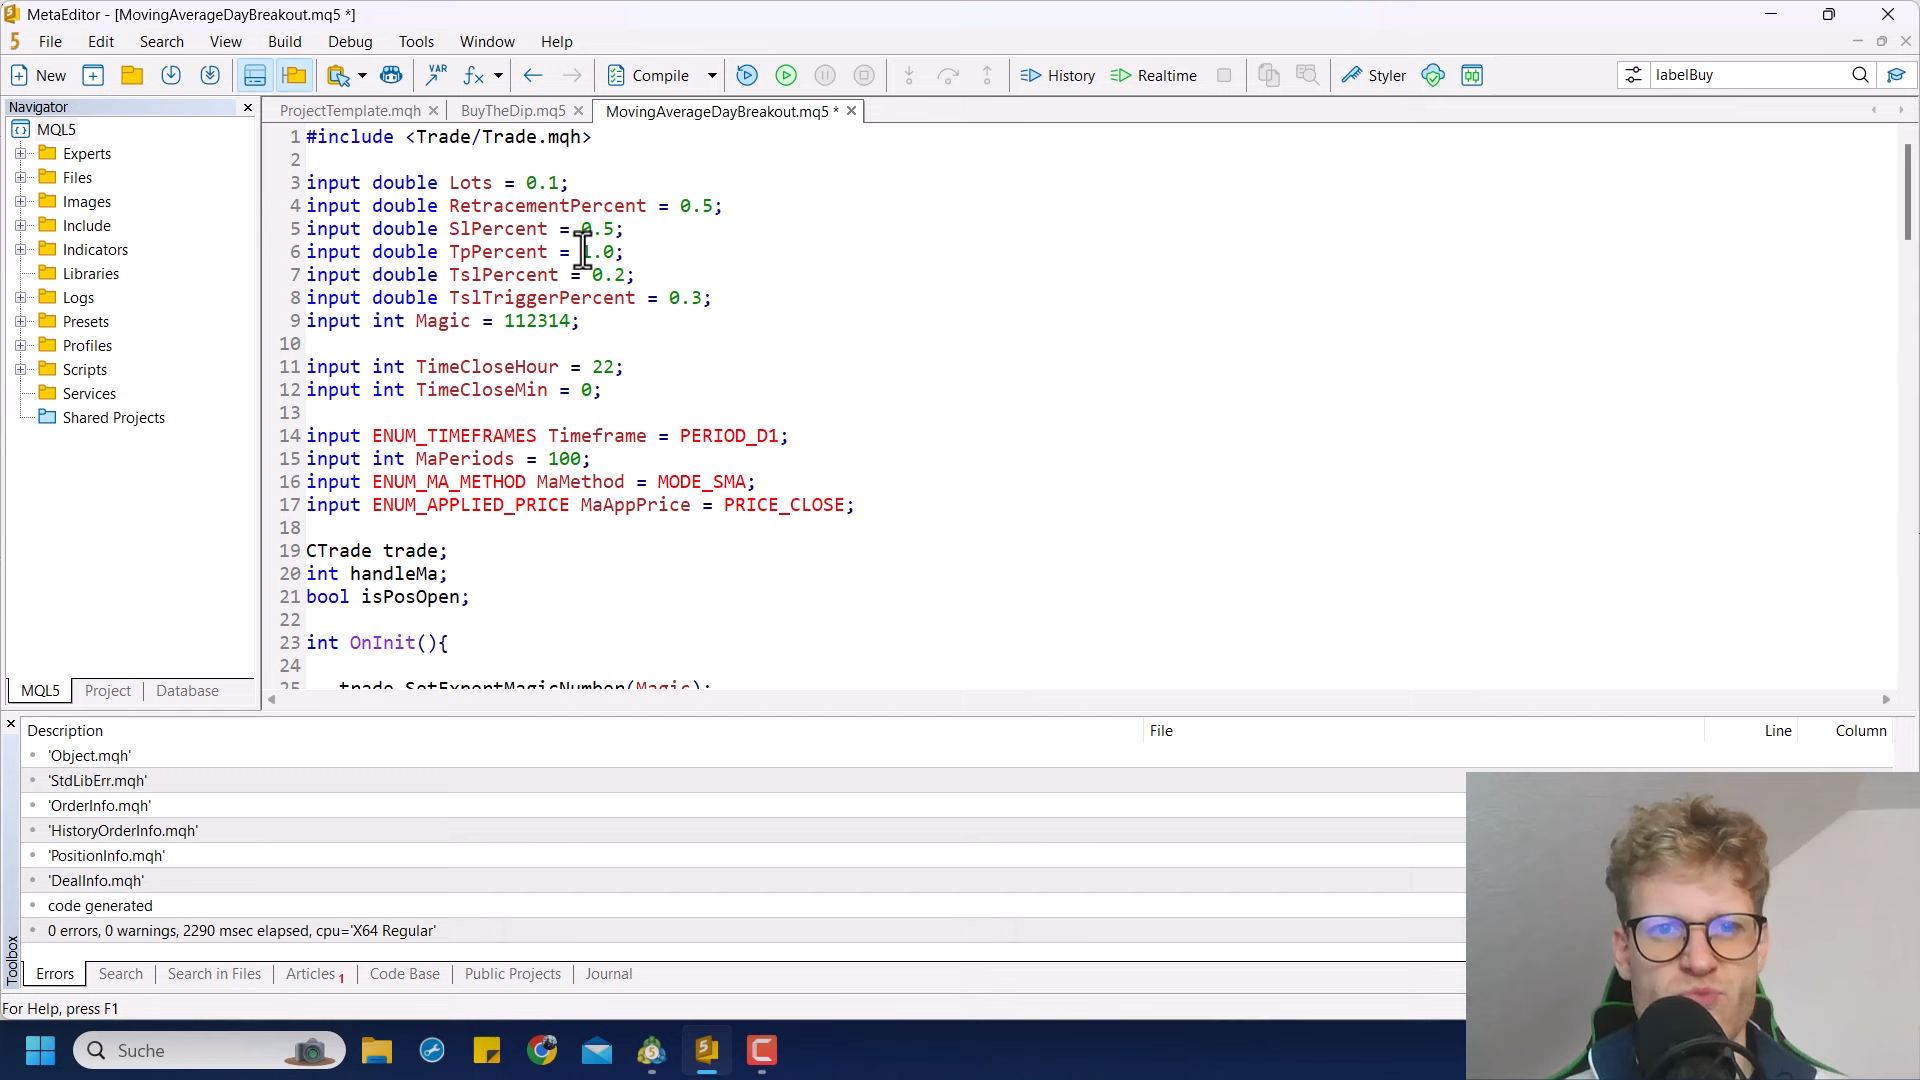 MetaEditor - [MovingAverageDayBreakout.mq5 *]
5 File Edit Search View Build Debug Tools Window Help
New VAR Compile History Realtime Styler labelBuy
Navigator
ProjectTemplate.mqh BuyTheDip.mq5 MovingAverageDayBreakout.mq5 *
MQL5
Experts
Files
Images
Include
Indicators
Libraries
Logs
Presets
Profiles
Scripts
Services
Shared Projects
MQL5 Project Database
1 #include <Trade/Trade.mqh>
2
3 input double Lots = 0.1;
4 input double RetracementPercent = 0.5;
5 input double SlPercent = 0.5;
6 input double TpPercent = 1.0;
7 input double TslPercent = 0.2;
8 input double TslTriggerPercent = 0.3;
9 input int Magic = 112314;
10
11 input int TimeCloseHour = 22;
12 input int TimeCloseMin = 0;
13
14 input ENUM_TIMEFRAMES Timeframe = PERIOD_D1;
15 input int MaPeriods = 100;
16 input ENUM_MA_METHOD MaMethod = MODE_SMA;
17 input ENUM_APPLIED_PRICE MaAppPrice = PRICE_CLOSE;
18
19 CTrade trade;
20 int handleMa;
21 bool isPosOpen;
22
23 int OnInit(){
24
25 trade.SetExpertMagicNumber(Magic);
Description File Line Column
'Object.mqh'
'StdLibErr.mqh'
'OrderInfo.mqh'
'HistoryOrderInfo.mqh'
'PositionInfo.mqh'
'DealInfo.mqh'
code generated
0 errors, 0 warnings, 2290 msec elapsed, cpu='X64 Regular'
Toolbox
Errors Search Search in Files Articles 1 Code Base Public Projects Journal
For Help, press F1
Suche